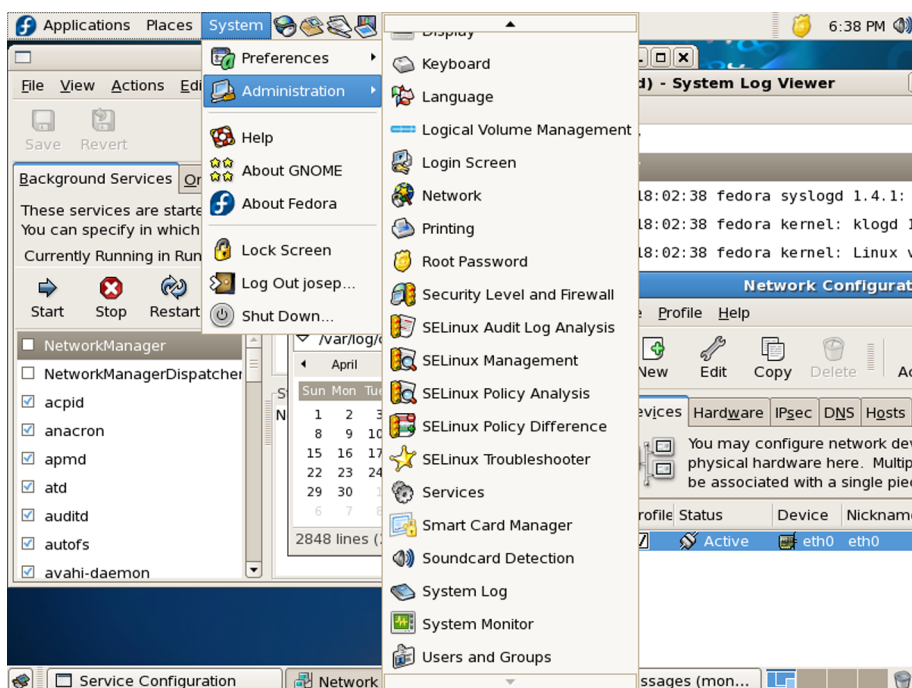 Applications Places System 6:38 PM
File View Actions Edi
Save Revert
Background Services
These services are starte
You can specify in which
Currently Running in Run
Start Stop Restart
NetworkManager
NetworkManagerDispatcher
acpid
anacron
apmd
atd
auditd
autofs
avahi-daemon
Preferences
Administration
Help
About GNOME
About Fedora
Lock Screen
Log Out josep...
Shut Down...
/var/log/c
April
Sun Mon Tue
1 2 3
8 9 10
15 16 17
22 23 24
29 30 1
6 7 8
2848 lines (
Display
Keyboard
Language
Logical Volume Management
Login Screen
Network
Printing
Root Password
Security Level and Firewall
SELinux Audit Log Analysis
SELinux Management
SELinux Policy Analysis
SELinux Policy Difference
SELinux Troubleshooter
Services
Smart Card Manager
Soundcard Detection
System Log
System Monitor
Users and Groups
) - System Log Viewer
18:02:38 fedora syslogd 1.4.1:
18:02:38 fedora kernel: klogd 1
18:02:38 fedora kernel: Linux v
Network Configurat
Profile Help
New Edit Copy Delete
evices Hardware IPsec DNS Hosts
You may configure network dev
physical hardware here. Multip
be associated with a single piec
rofile Status Device Nicknam
Active eth0 eth0
Service Configuration
Network
ssages (mon...